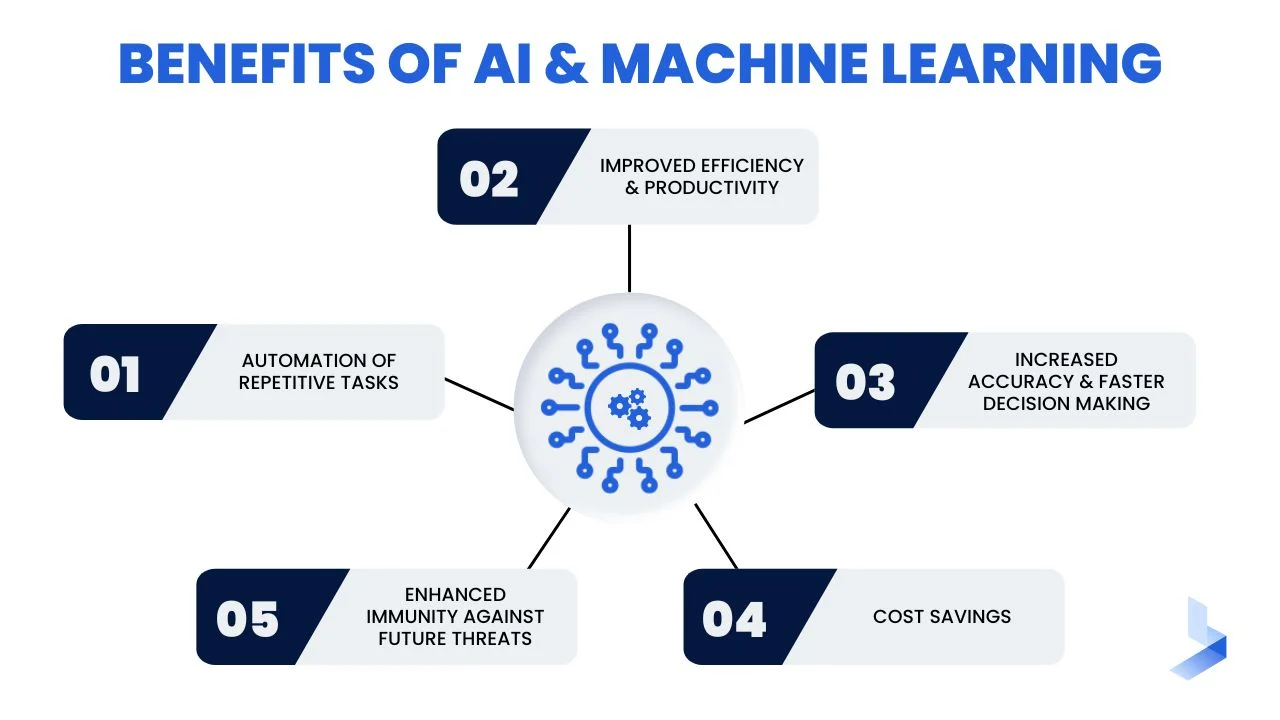 BENEFITS OF AI & MACHINE LEARNING
01
AUTOMATION OF
REPETITIVE TASKS
02
IMPROVED EFFICIENCY
& PRODUCTIVITY
03
INCREASED
ACCURACY & FASTER
DECISION MAKING
04
COST SAVINGS
05
ENHANCED
IMMUNITY AGAINST
FUTURE THREATS